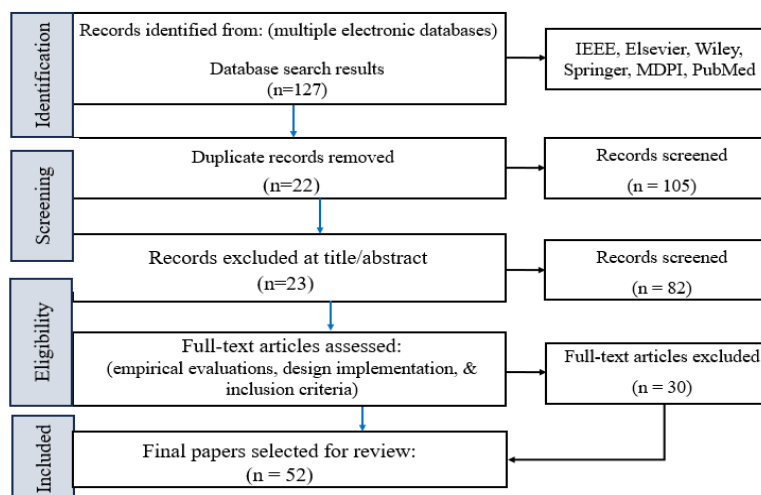 Identification
Records identified from: (multiple electronic databases)
Database search results
(n=127)
IEEE, Elsevier, Wiley,
Springer, MDPI, PubMed
Screening
Duplicate records removed
(n=22)
Records screened
(n = 105)
Records excluded at title/abstract
(n=23)
Records screened
(n = 82)
Eligibility
Full-text articles assessed:
(empirical evaluations, design implementation, &
inclusion criteria)
Full-text articles excluded
(n = 30)
Included
Final papers selected for review:
(n = 52)